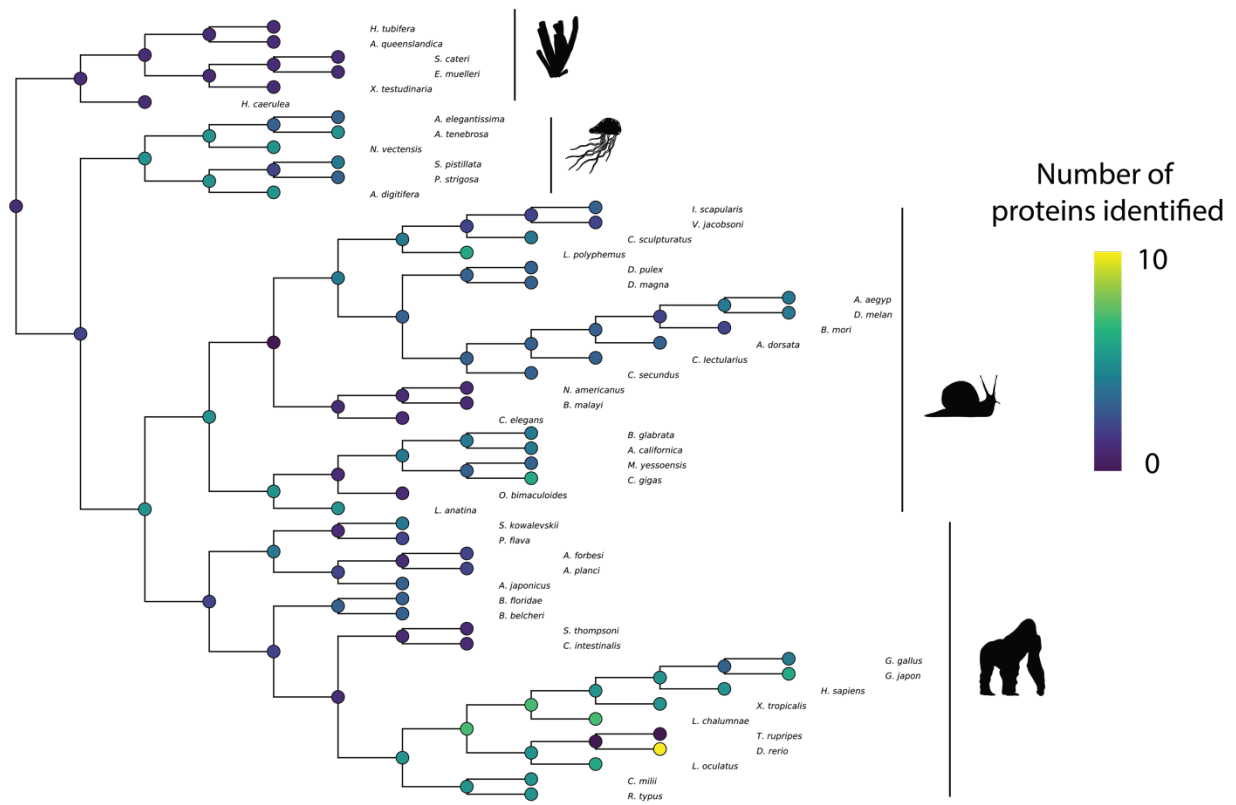 H. tubifera
A. queenslandica
S. cateri
E. muelleri
X. testudinaria
H. caerulea
A. elegantissima
A. tenebrosa
N. vectensis
S. pistillata
P. strigosa
A. digitifera
I. scapularis
V. jacobsoni
C. sculpturatus
L. polyphemus
D. pulex
D. magna
A. aegyp
D. melan
B. mori
A. dorsata
C. lectularius
C. secundus
N. americanus
B. malayi
C. elegans
B. glabrata
A. californica
M. yessoensis
C. gigas
O. bimaculoides
L. anatina
S. kowalevskii
P. flava
A. forbesi
A. planci
A. japonicus
B. floridae
B. belcheri
S. thompsoni
C. intestinalis
G. gallus
G. japon
H. sapiens
X. tropicalis
L. chalumnae
T. rupripes
D. rerio
L. oculatus
C. milii
R. typus
Number of
proteins identified
10
0